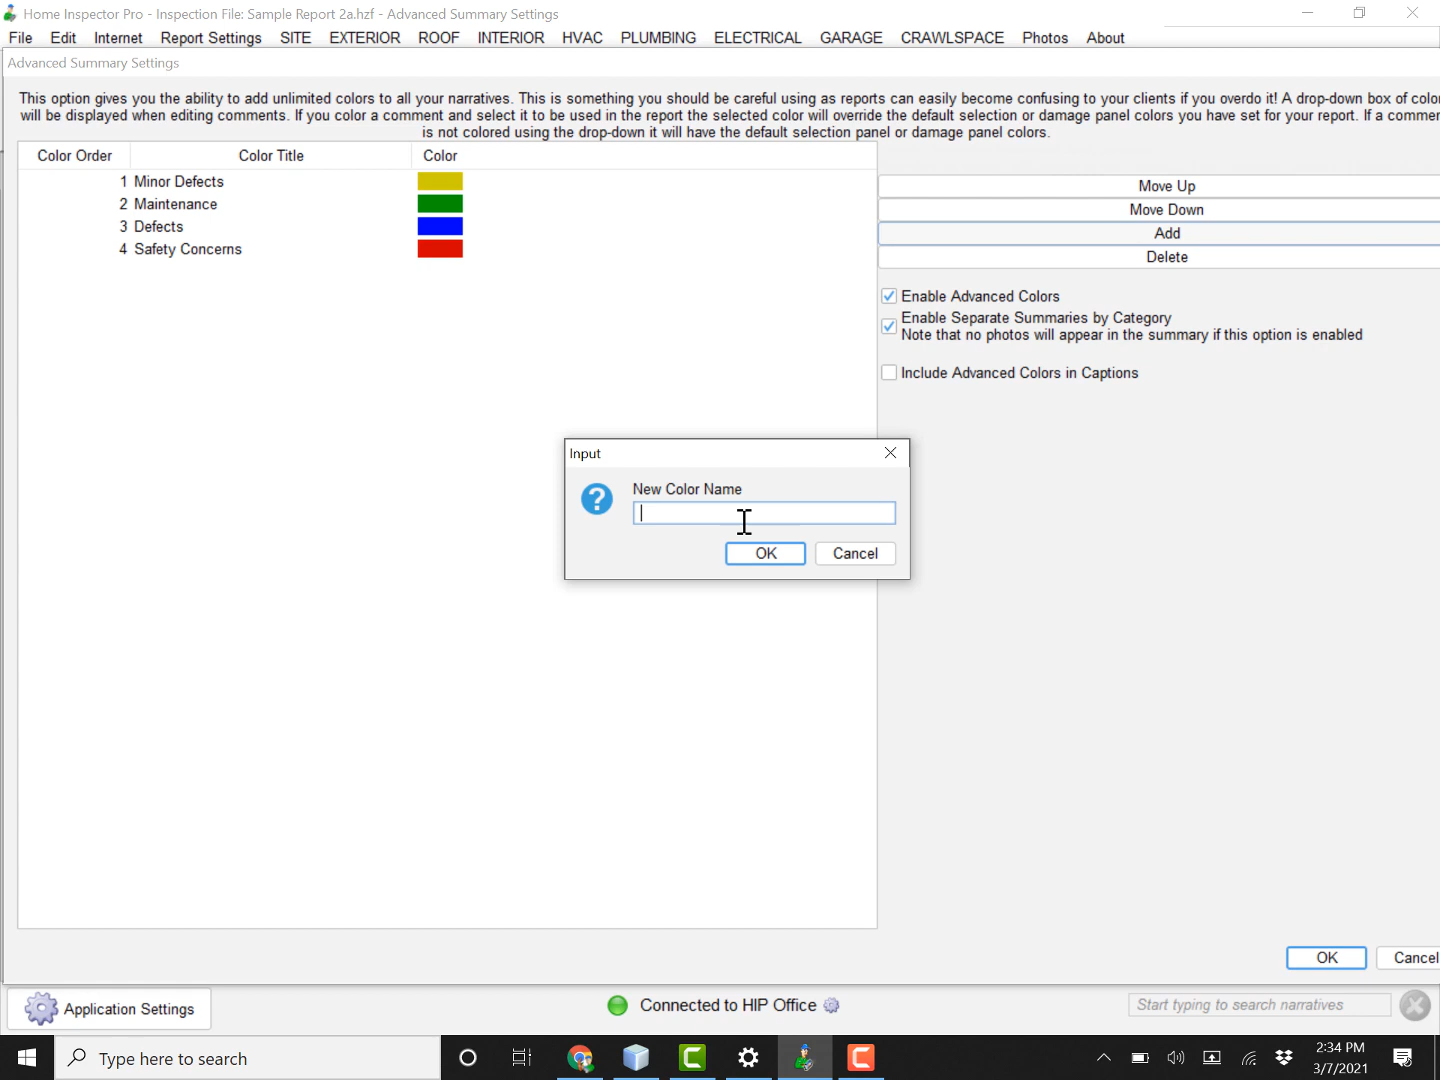 Home Inspector Pro - Inspection File: Sample Report 2a.hzf - Advanced Summary Settings
File Edit Internet Report Settings SITE EXTERIOR ROOF INTERIOR HVAC PLUMBING ELECTRICAL GARAGE CRAWLSPACE Photos About
Advanced Summary Settings
This option gives you the ability to add unlimited colors to all your narratives. This is something you should be careful using as reports can easily become confusing to your clients if you overdo it! A drop-down box of colo
will be displayed when editing comments. If you color a comment and select it to be used in the report the selected color will override the default selection or damage panel colors you have set for your report. If a commer
is not colored using the drop-down it will have the default selection panel or damage panel colors.
Color Order Color Title Color
1 Minor Defects
2 Maintenance
3 Defects
4 Safety Concerns
Move Up
Move Down
Add
Delete
Enable Advanced Colors
Enable Separate Summaries by Category
Note that no photos will appear in the summary if this option is enabled
Include Advanced Colors in Captions
Input
New Color Name
OK Cancel
OK Cancel
Application Settings
Connected to HIP Office
Start typing to search narratives
Type here to search
2:34 PM
3/7/2021